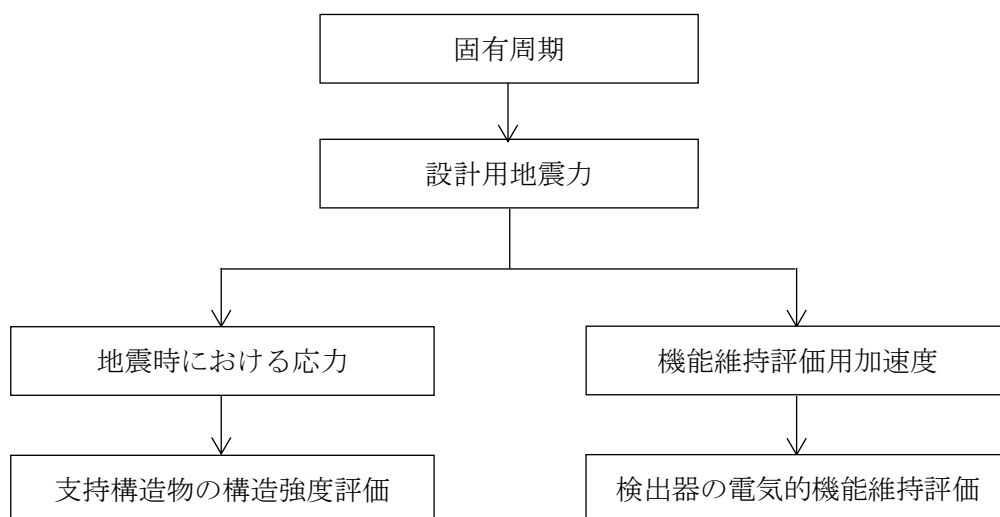 固有周期
設計用地震力
地震時における応力
機能維持評価用加速度
支持構造物の構造強度評価
検出器の電気的機能維持評価